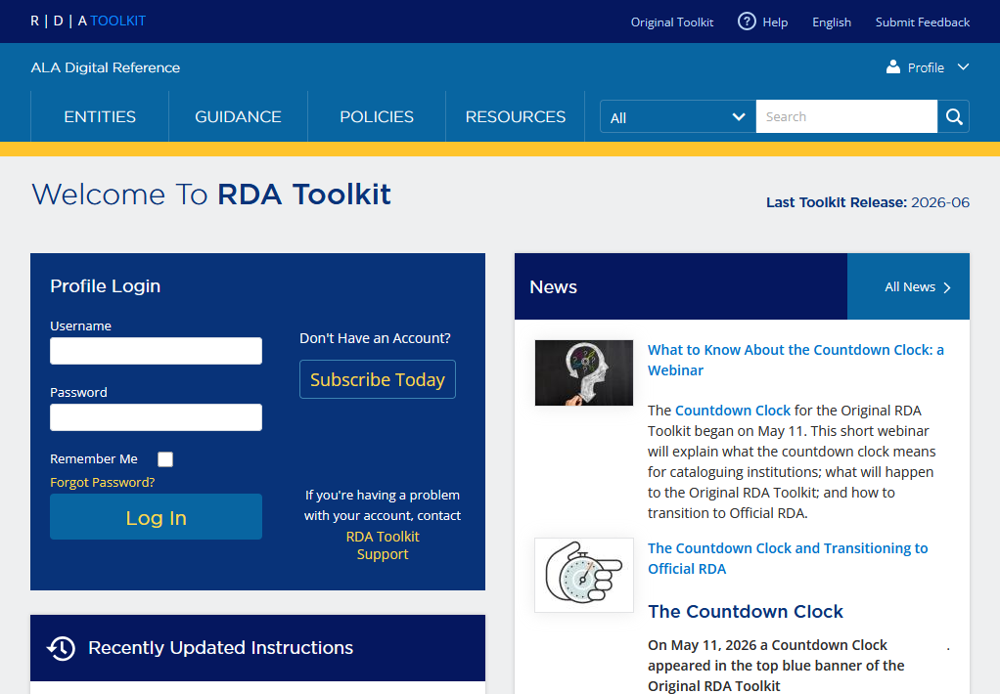 R | D | A TOOLKIT
Original Toolkit
? Help
English
Submit Feedback
ALA Digital Reference
Profile
ENTITIES
GUIDANCE
POLICIES
RESOURCES
All
Search
Welcome To RDA Toolkit
Last Toolkit Release: 2026-06
Profile Login
Username
Password
Remember Me
Forgot Password?
Log In
Don't Have an Account?
Subscribe Today
If you're having a problem
with your account, contact
RDA Toolkit
Support
Recently Updated Instructions
News
All News
What to Know About the Countdown Clock: a
Webinar
The Countdown Clock for the Original RDA
Toolkit began on May 11. This short webinar
will explain what the countdown clock means
for cataloguing institutions; what will happen
to the Original RDA Toolkit; and how to
transition to Official RDA.
The Countdown Clock and Transitioning to
Official RDA
The Countdown Clock
On May 11, 2026 a Countdown Clock .
appeared in the top blue banner of the
Original RDA Toolkit